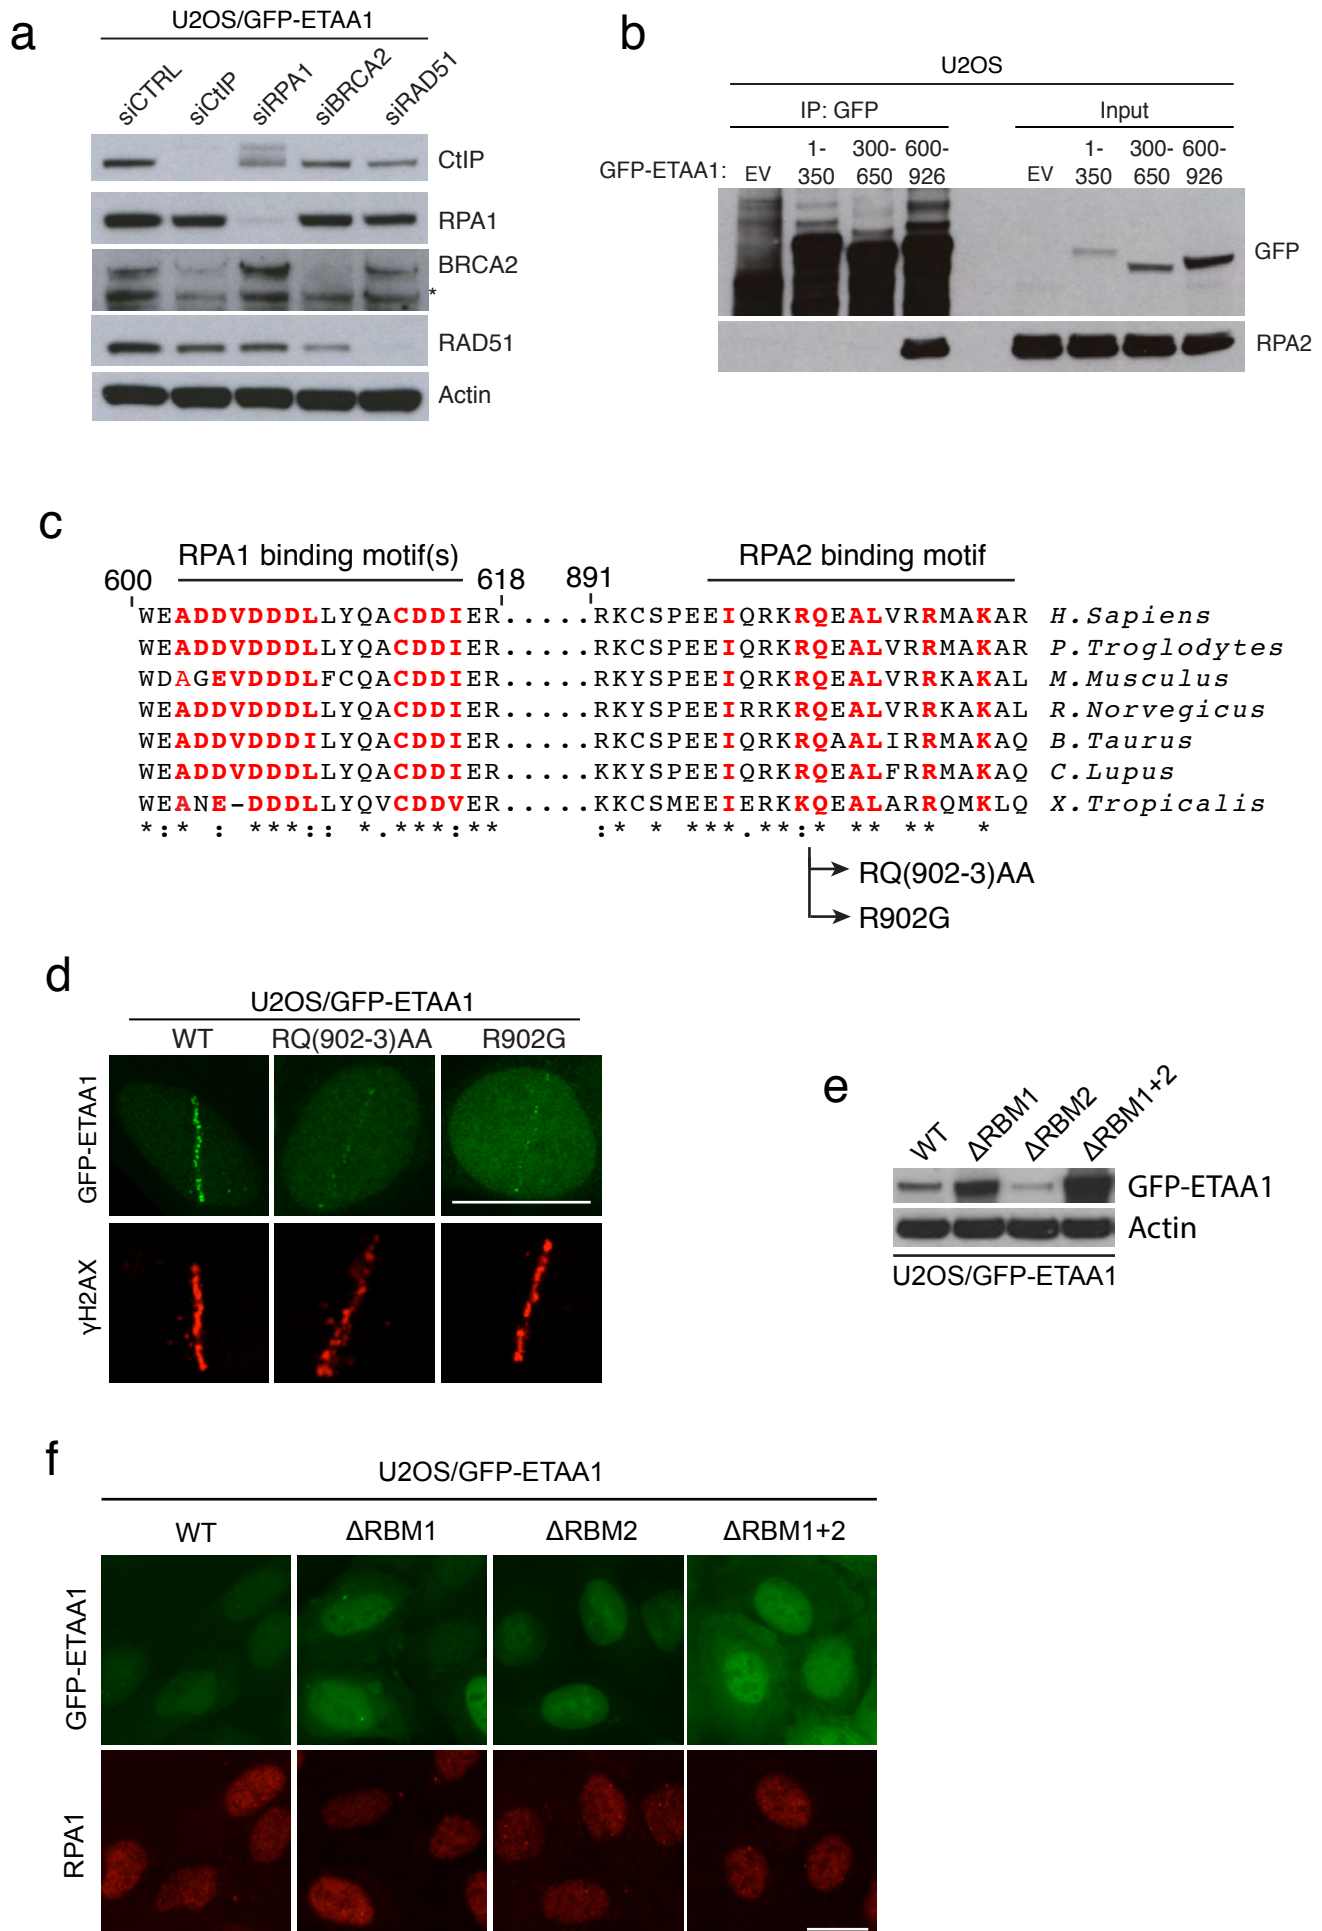 a
U2OS/GFP-ETAA1
siCTRL siCtIP siRPA1 siBRCA2 siRAD51
CtIP
RPA1
BRCA2
*
RAD51
Actin
b
U2OS
IP: GFP Input
1- 300- 600- 1- 300- 600-
GFP-ETAA1: EV 350 650 926 EV 350 650 926
GFP
RPA2
c
RPA1 binding motif(s) RPA2 binding motif
600 618 891
WEADDVDDDLLYQACDDIER.....RKCSPEEIQRKRQEALVRRMAKAR H.Sapiens
WEADDVDDDLLYQACDDIER.....RKCSPEEIQRKRQEALVRRMAKAR P.Troglodytes
WDAGEVDDDLFCQACDDIER.....RKYSPEEIQRKRQEALVRRKAKAL M.Musculus
WEADDVDDDLLYQACDDIER.....RKYSPEEIRRKRQEALVRRKAKAL R.Norvegicus
WEADDVDDDILYQACDDIER.....RKCSPEEIQRKRQAALIRRMAKAQ B.Taurus
WEADDVDDDLLYQACDDIER.....KKYSPEEIQRKRQEALFRRMAKAQ C.Lupus
WEANE-DDDLLYQVCDDVER.....KKCSMEEIERKKQEALARRQMKLQ X.Tropicalis
*:* : ***::*.***:** :* * ***.**:* ** ** *
RQ(902-3)AA
R902G
d
U2OS/GFP-ETAA1
WT RQ(902-3)AA R902G
GFP-ETAA1
γH2AX
e
WT ΔRBM1 ΔRBM2 ΔRBM1+2
GFP-ETAA1
Actin
U2OS/GFP-ETAA1
f
U2OS/GFP-ETAA1
WT ΔRBM1 ΔRBM2 ΔRBM1+2
GFP-ETAA1
RPA1